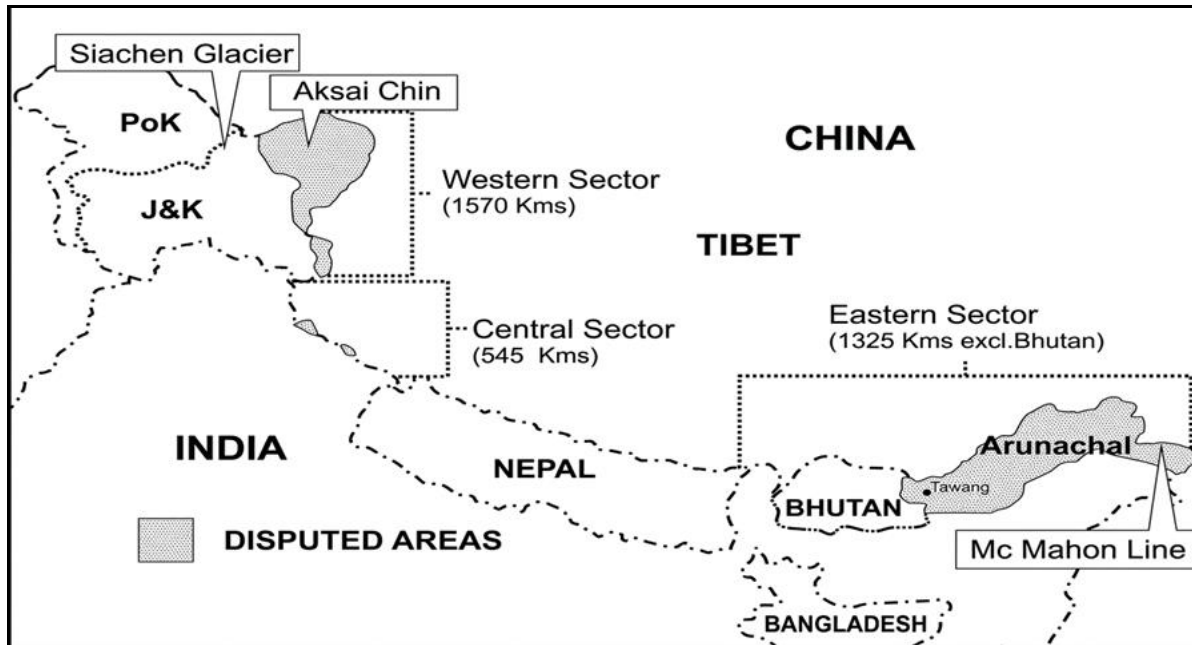 Siachen Glacier
Aksai Chin
PoK
CHINA
Western Sector
(1570 Kms)
J&K
TIBET
Eastern Sector
(1325 Kms excl.Bhutan)
Central Sector
(545 Kms)
INDIA
NEPAL
Arunachal
Tawang
BHUTAN
DISPUTED AREAS
Mc Mahon Line
BANGLADESH